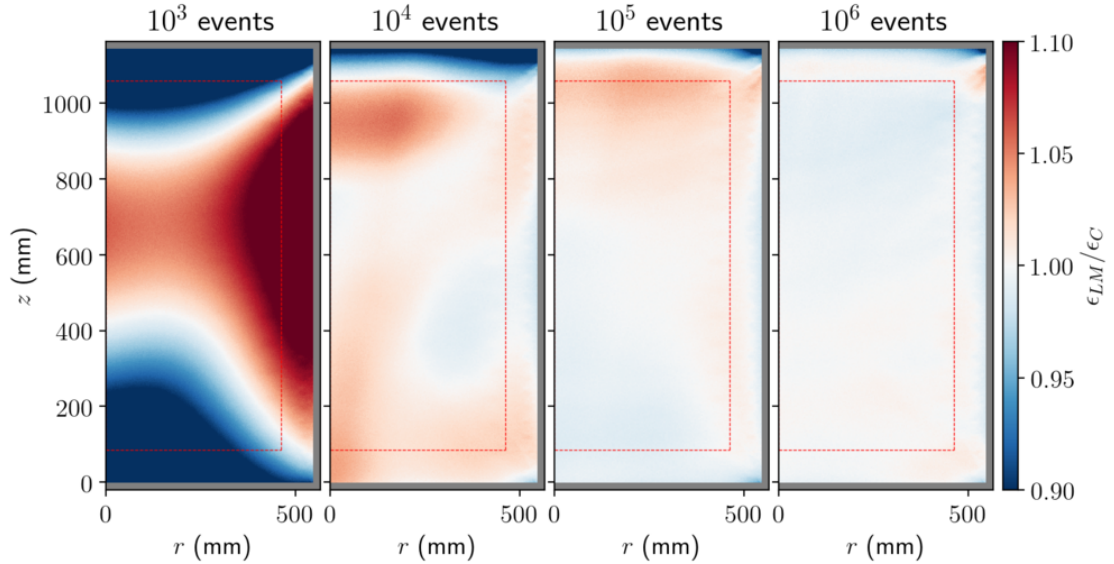 10³ events 10⁴ events 10⁵ events 10⁶ events
1.10
1000
1.05
800
z (mm)
600
1.00
ϵ_LM/ϵ_C
400
0.95
200
0
0.90
0 500 0 500 0 500 0 500
r (mm) r (mm) r (mm) r (mm)